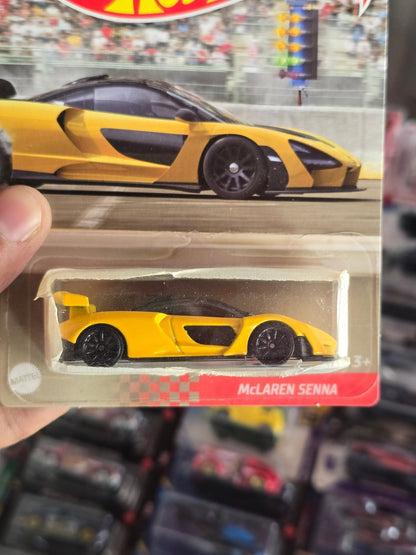 3+
MATTEL
McLAREN SENNA